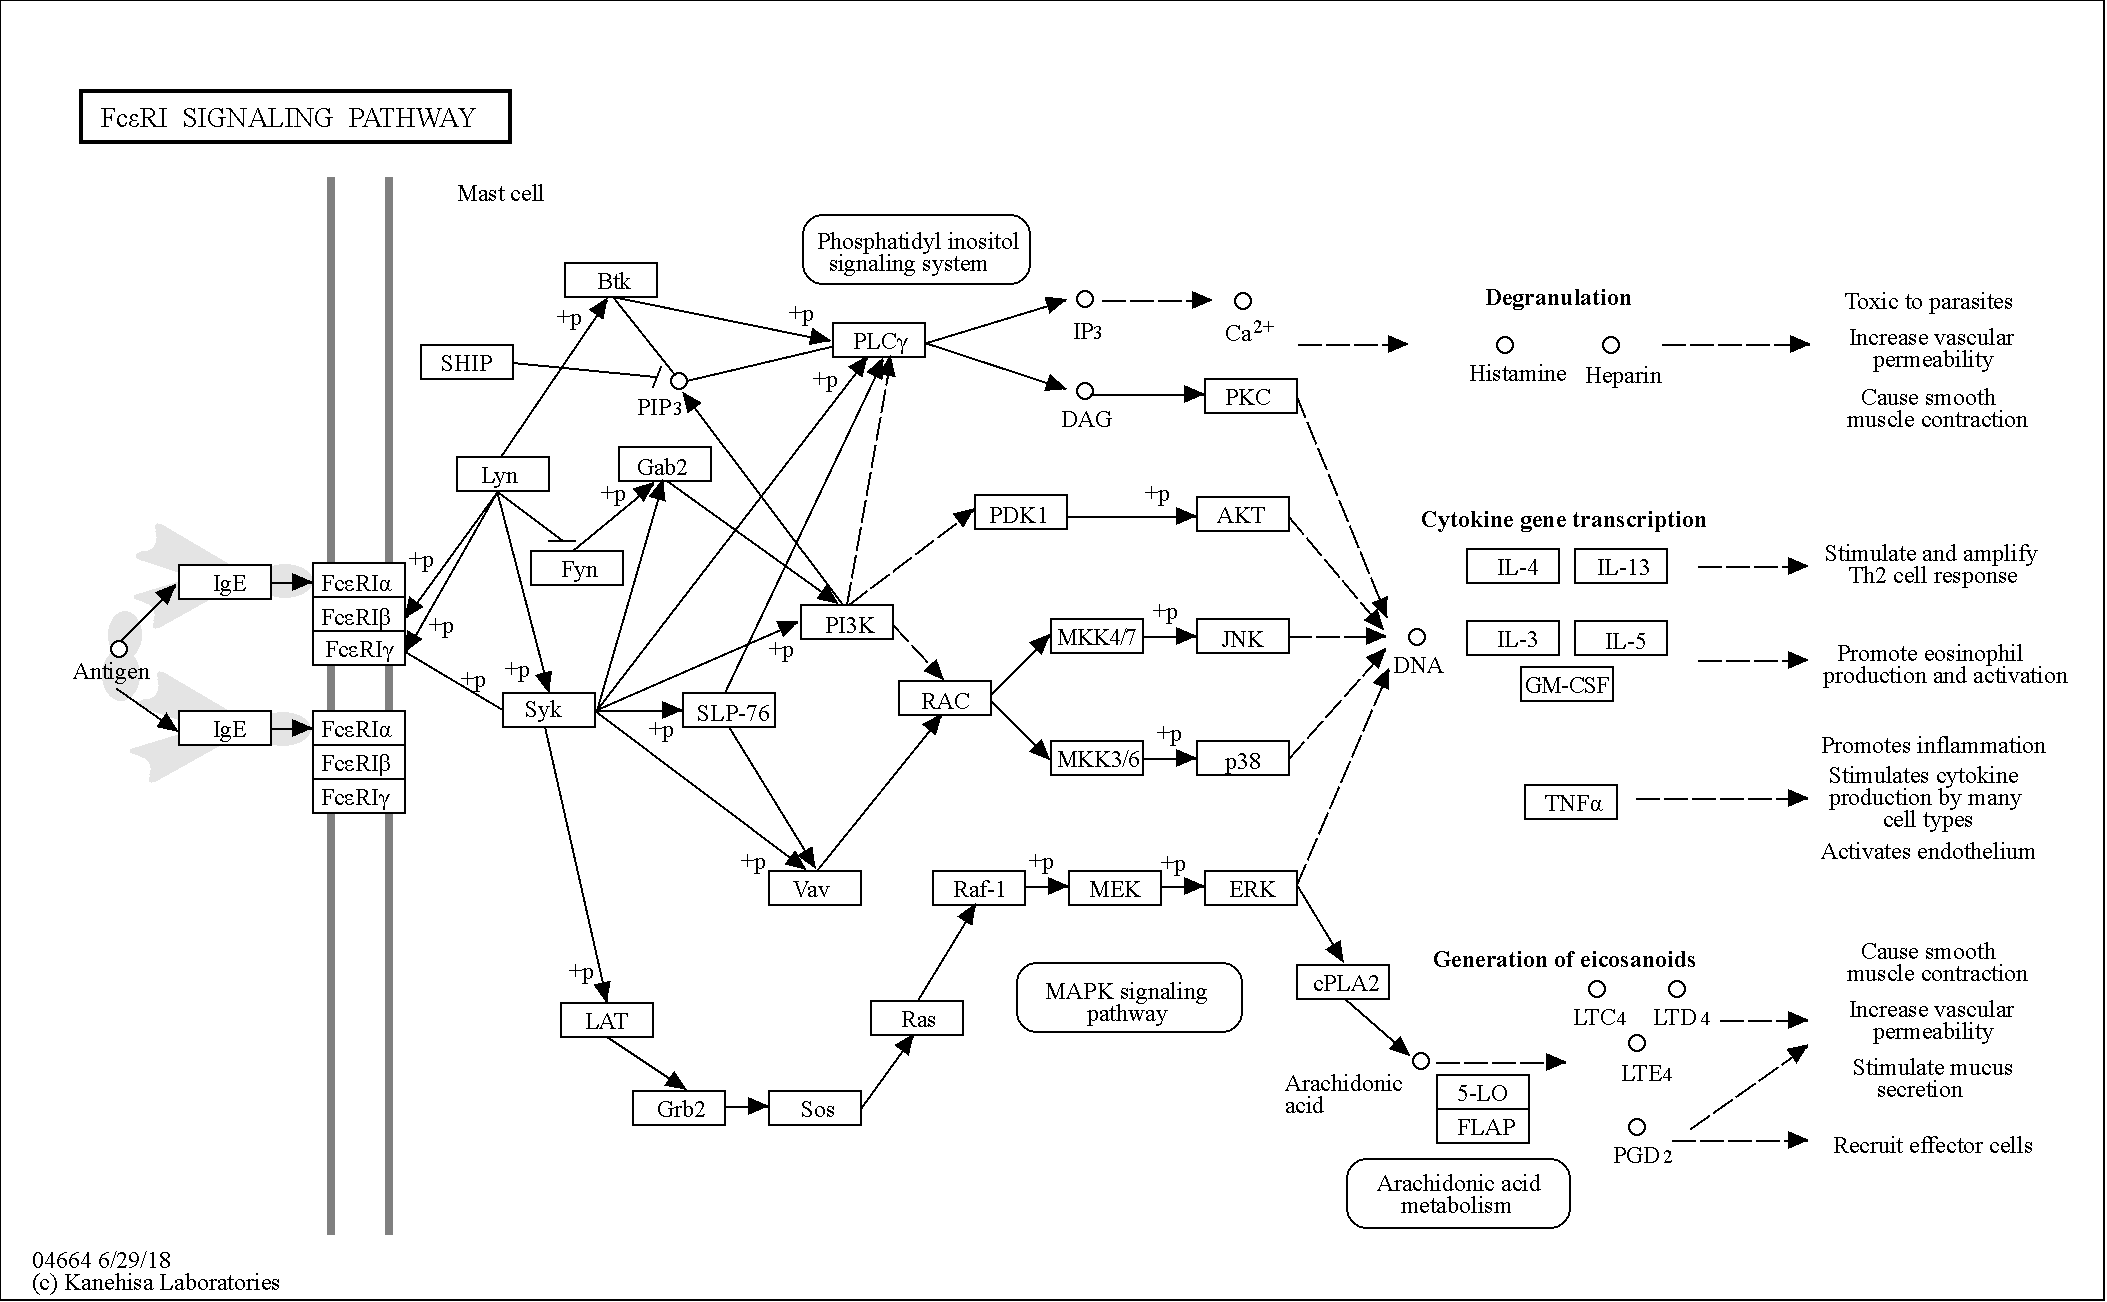 FcεRI SIGNALING PATHWAY
Mast cell
Phosphatidyl inositol
signaling system
Btk
+p
+p
SHIP
PLCγ
+p
PIP3
IP3
Ca2+
DAG
PKC
Degranulation
Histamine
Heparin
Toxic to parasites
Increase vascular
permeability
Cause smooth
muscle contraction
Lyn
Gab2
+p
Fyn
PDK1
+p
AKT
Cytokine gene transcription
IL-4
IL-13
Stimulate and amplify
Th2 cell response
IgE
FcεRIα
FcεRIβ
FcεRIγ
+p
+p
+p
+p
Antigen
IgE
FcεRIα
FcεRIβ
FcεRIγ
Syk
PI3K
+p
SLP-76
+p
RAC
MKK4/7
+p
JNK
MKK3/6
+p
p38
DNA
IL-3
IL-5
GM-CSF
Promote eosinophil
production and activation
TNFα
Promotes inflammation
Stimulates cytokine
production by many
cell types
Activates endothelium
+p
Vav
Raf-1
+p
MEK
+p
ERK
cPLA2
+p
LAT
Ras
Grb2
Sos
MAPK signaling
pathway
Generation of eicosanoids
LTC4
LTD4
LTE4
PGD2
Arachidonic
acid
5-LO
FLAP
Arachidonic acid
metabolism
Cause smooth
muscle contraction
Increase vascular
permeability
Stimulate mucus
secretion
Recruit effector cells
04664 6/29/18
(c) Kanehisa Laboratories